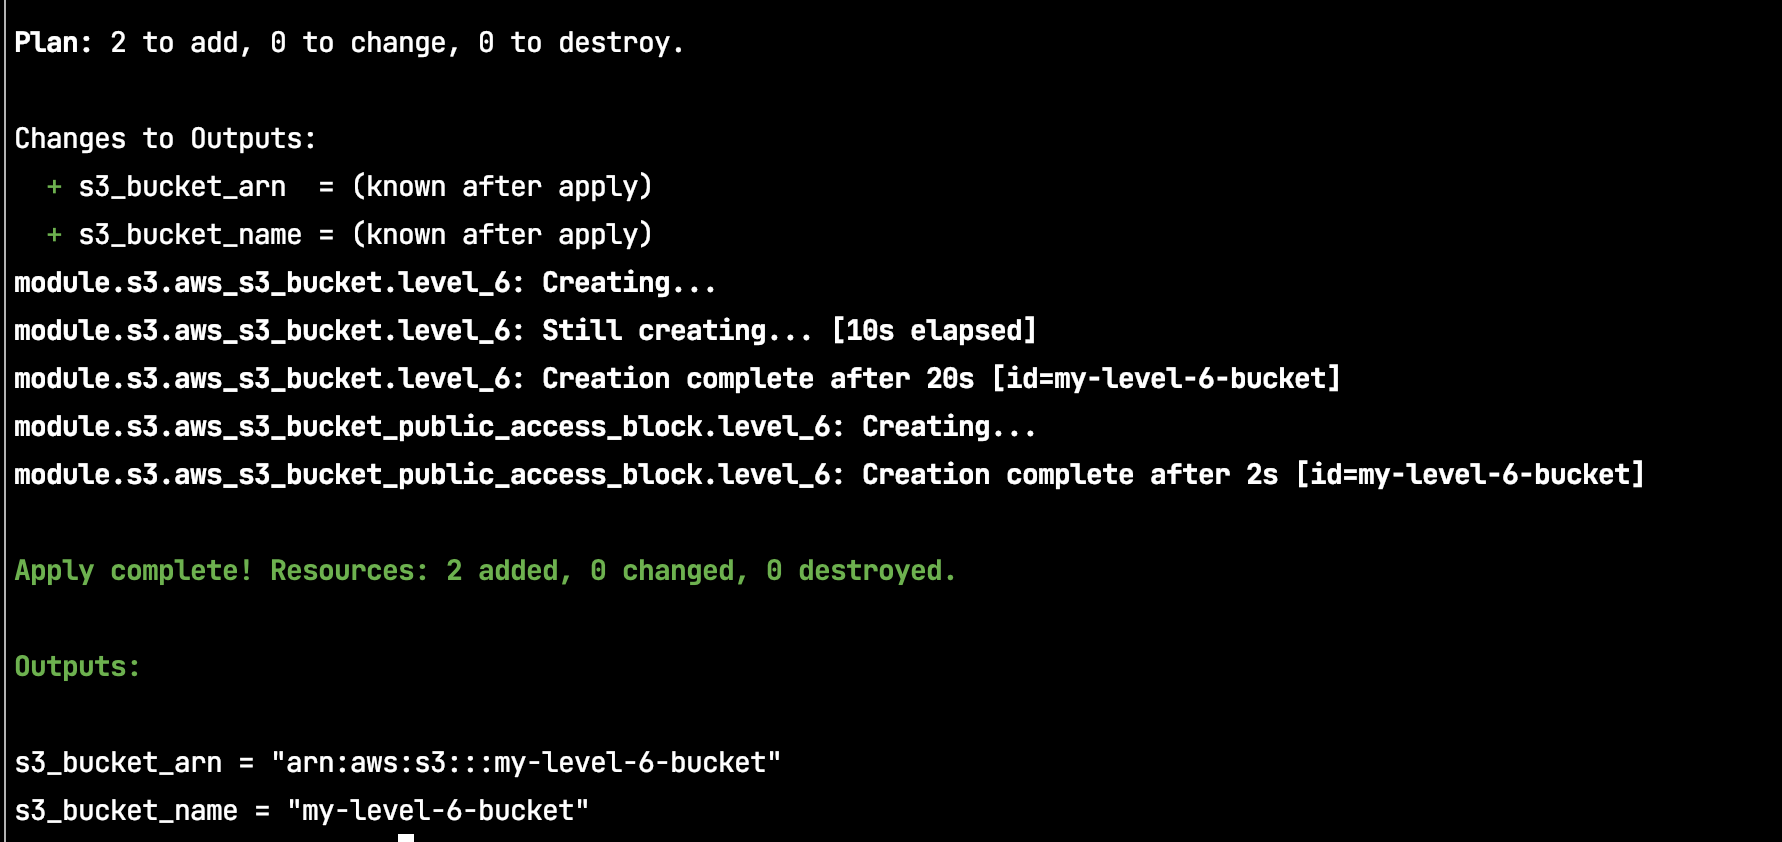 Plan: 2 to add, 0 to change, 0 to destroy.
Changes to Outputs:
  + s3_bucket_arn  = (known after apply)
  + s3_bucket_name = (known after apply)
module.s3.aws_s3_bucket.level_6: Creating...
module.s3.aws_s3_bucket.level_6: Still creating... [10s elapsed]
module.s3.aws_s3_bucket.level_6: Creation complete after 20s [id=my-level-6-bucket]
module.s3.aws_s3_bucket_public_access_block.level_6: Creating...
module.s3.aws_s3_bucket_public_access_block.level_6: Creation complete after 2s [id=my-level-6-bucket]
Apply complete! Resources: 2 added, 0 changed, 0 destroyed.
Outputs:
s3_bucket_arn = "arn:aws:s3:::my-level-6-bucket"
s3_bucket_name = "my-level-6-bucket"